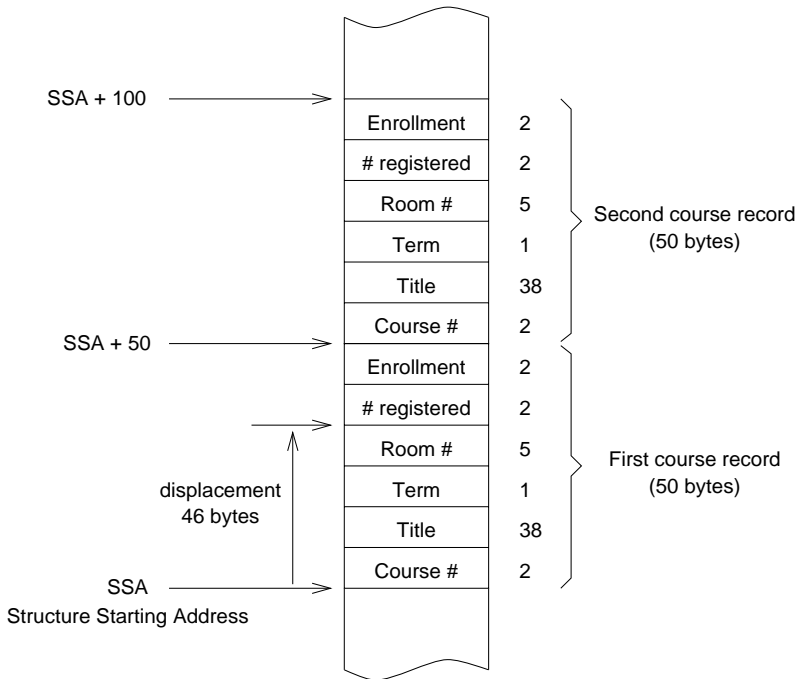 SSA + 100
Enrollment 2
# registered 2
Room # 5
Term 1
Title 38
Course # 2
Second course record
(50 bytes)
SSA + 50
Enrollment 2
# registered 2
Room # 5
Term 1
Title 38
Course # 2
First course record
(50 bytes)
displacement
46 bytes
SSA
Structure Starting Address